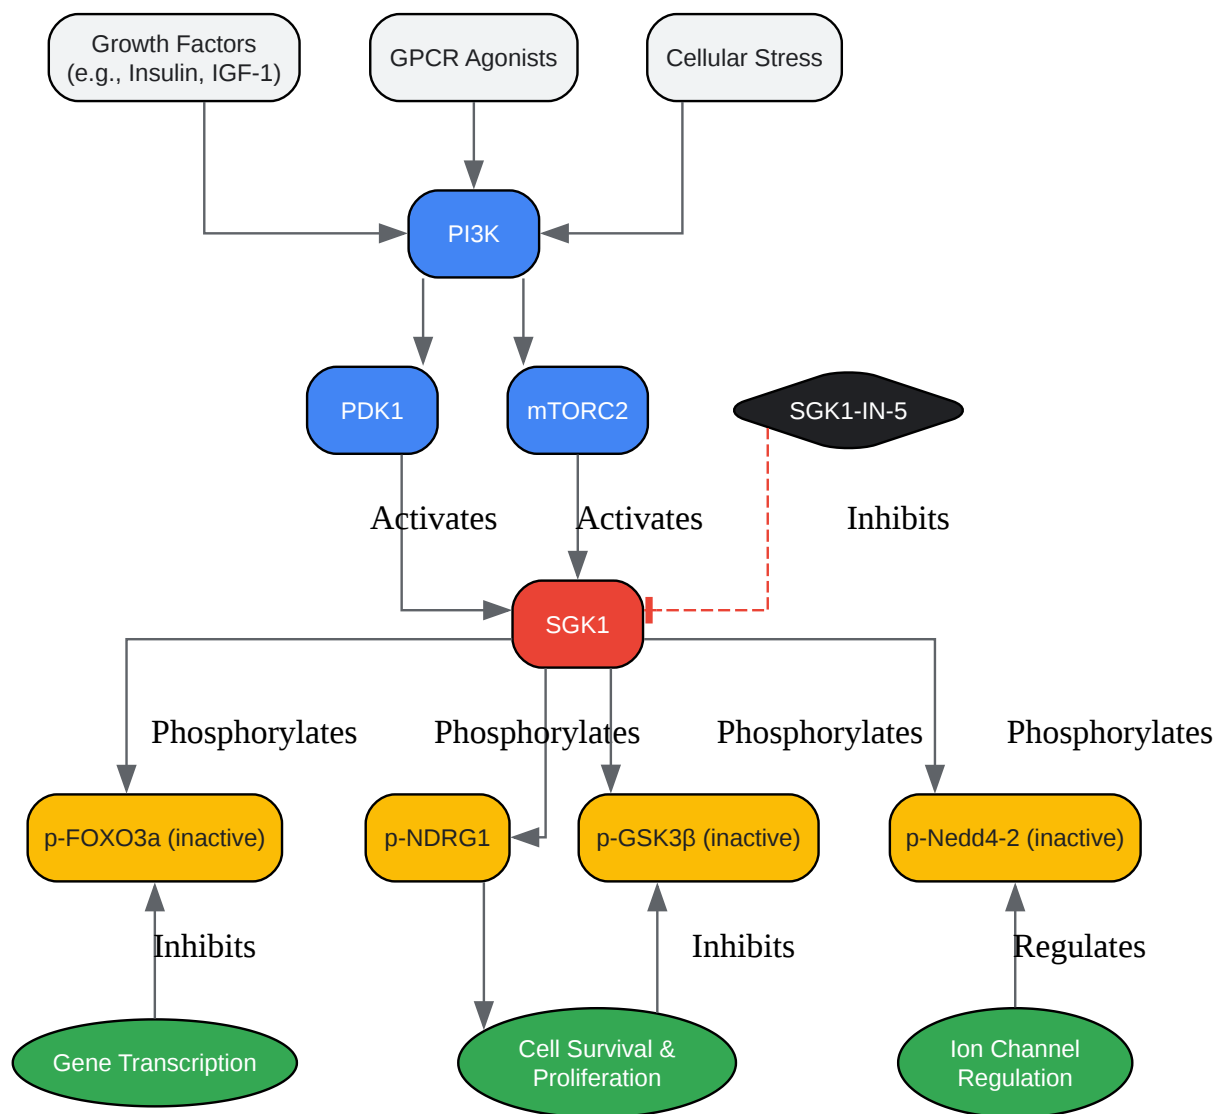 Growth Factors
(e.g., Insulin, IGF-1)
GPCR Agonists
Cellular Stress
PI3K
PDK1
mTORC2
SGK1-IN-5
Activates
Activates
Inhibits
SGK1
Phosphorylates
Phosphorylates
Phosphorylates
Phosphorylates
p-FOXO3a (inactive)
p-NDRG1
p-GSK3β (inactive)
p-Nedd4-2 (inactive)
Inhibits
Inhibits
Regulates
Gene Transcription
Cell Survival &
Proliferation
Ion Channel
Regulation